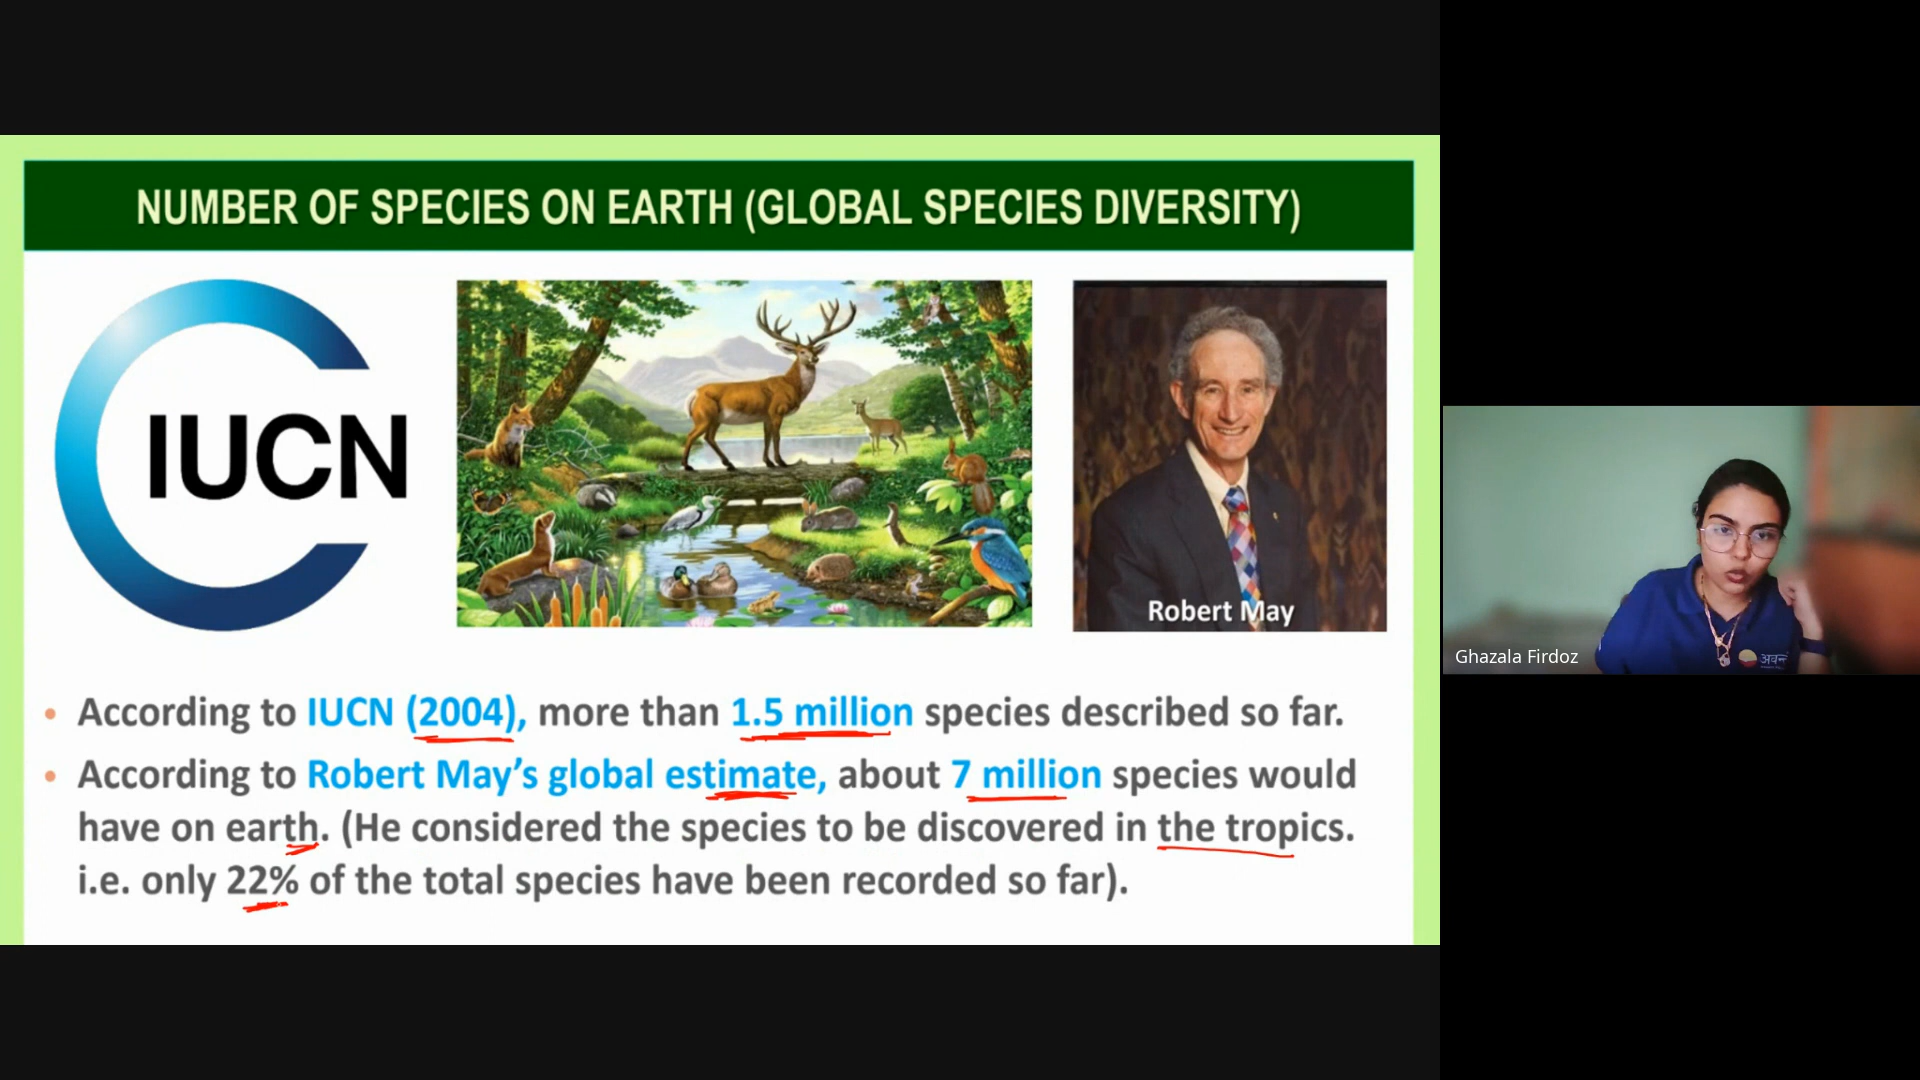 NUMBER OF SPECIES ON EARTH (GLOBAL SPECIES DIVERSITY)
IUCN
Robert May
• According to IUCN (2004), more than 1.5 million species described so far.
• According to Robert May's global estimate, about 7 million species would
have on earth. (He considered the species to be discovered in the tropics.
i.e. only 22% of the total species have been recorded so far).
Ghazala Firdoz